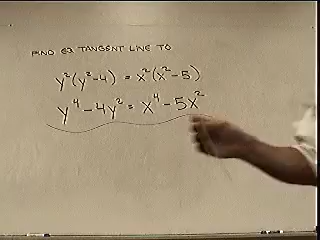 FIND EQ TANGENT LINE TO
y²(y²-4) = x²(x²-5)
y⁴-4y² = x⁴-5x²